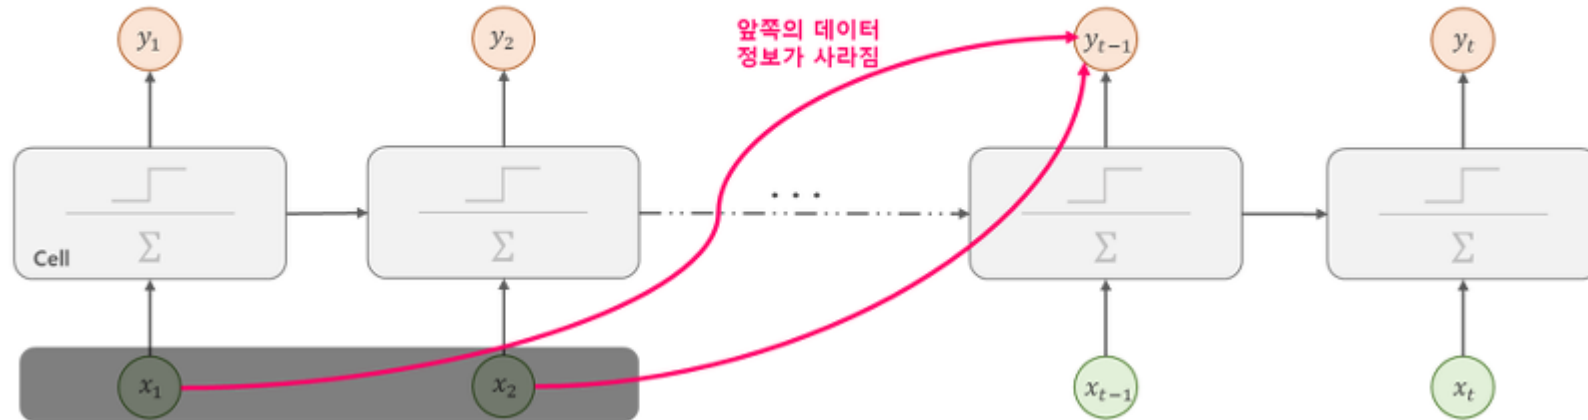 y₁ y₂ 앞쪽의 데이터 yₜ₋₁ yₜ
정보가 사라짐
. . .
Cell Σ Σ Σ Σ
x₁ x₂ xₜ₋₁ xₜ